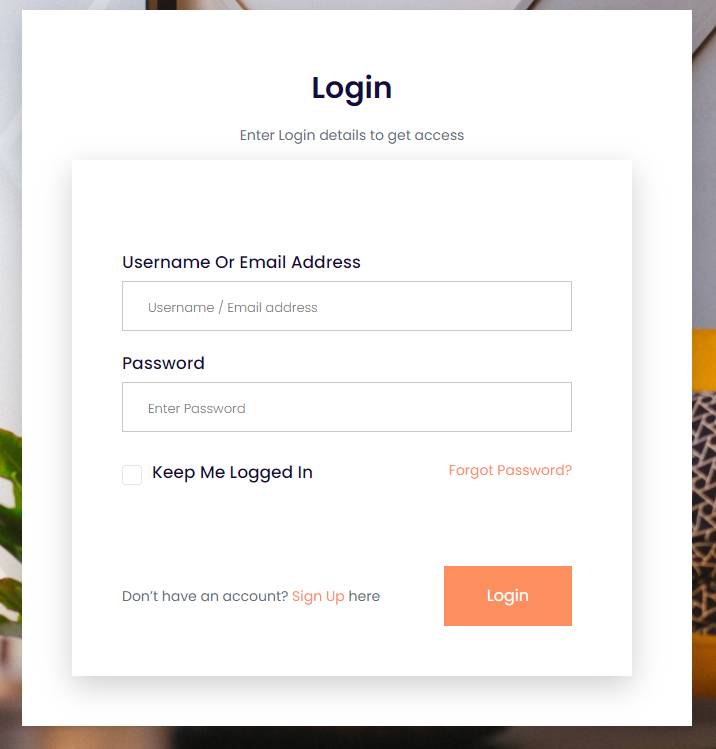 Login
Enter Login details to get access
Username Or Email Address
Username / Email address
Password
Enter Password
Keep Me Logged In
Forgot Password?
Don’t have an account? Sign Up here
Login